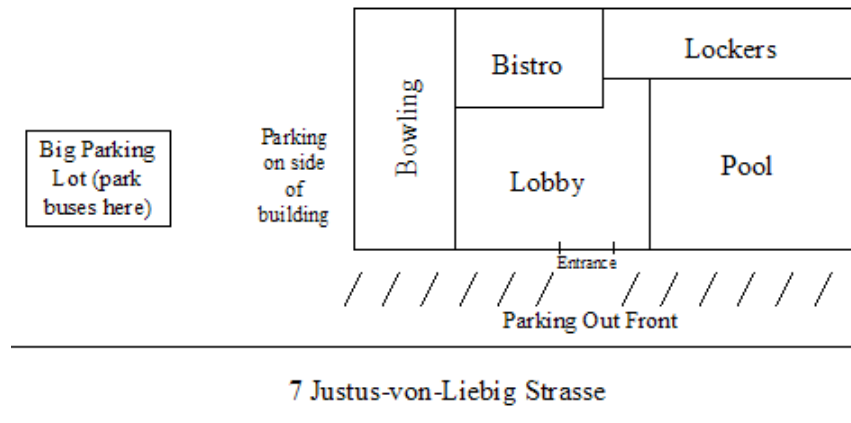 Bistro
Lockers
Bowling
Big Parking
Lot (park
buses here)
Parking
on side
of
building
Lobby
Pool
Entrance
Parking Out Front
7 Justus-von-Liebig Strasse